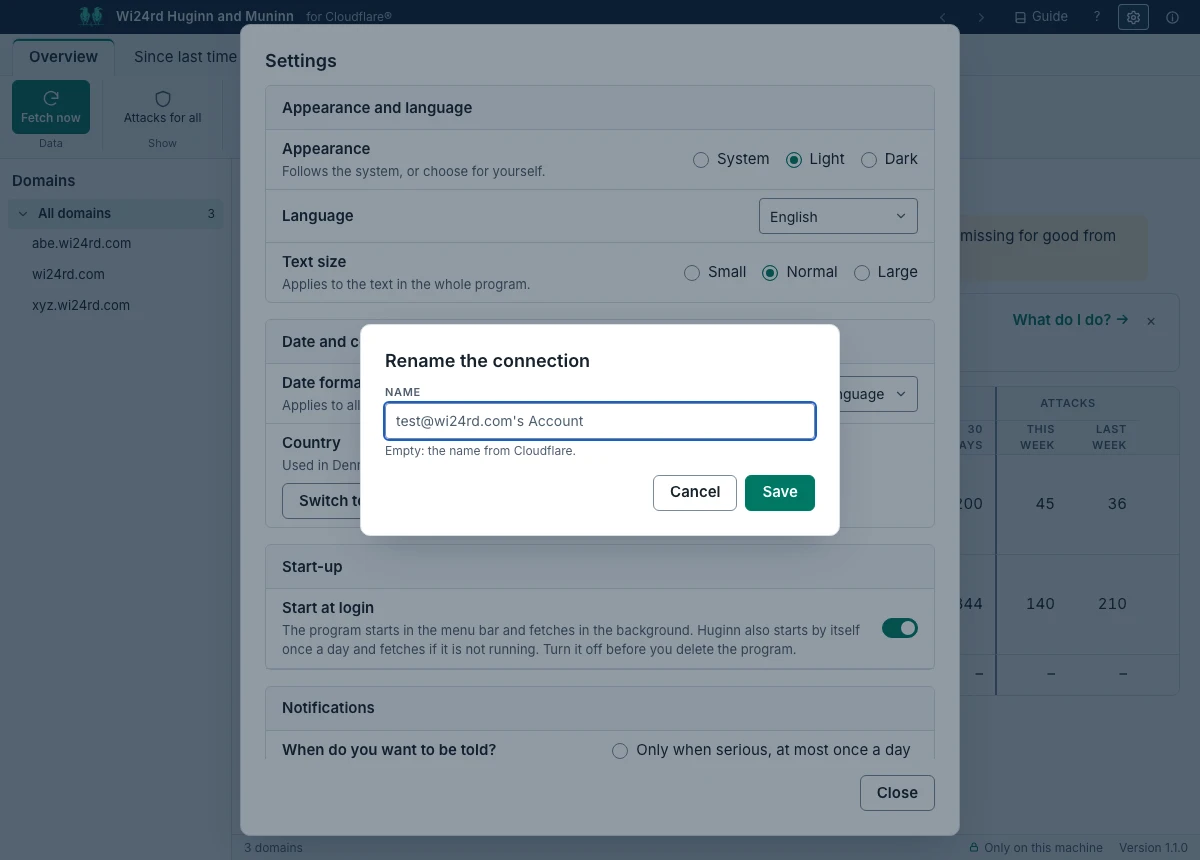 Wi24rd Huginn and Muninn for Cloudflare®
Guide ?
Overview
Since last time
Fetch now
Data
Attacks for all
Show
Domains
All domains 3
abe.wi24rd.com
wi24rd.com
xyz.wi24rd.com
Settings
Appearance and language
Appearance
Follows the system, or choose for yourself.
System Light Dark
Language
English
Text size
Applies to the text in the whole program.
Small Normal Large
Date and
Applies to all
Country
Used in
Rename the connection
NAME
test@wi24rd.com's Account
Empty: the name from Cloudflare.
Cancel Save
Start-up
Start at login
The program starts in the menu bar and fetches in the background. Huginn also starts by itself
once a day and fetches if it is not running. Turn it off before you delete the program.
Notifications
When do you want to be told?
Only when serious, at most once a day
Close
missing for good from
What do I do? → ×
ATTACKS
30 THIS LAST
WEEK WEEK
45 36
140 210
– – –
3 domains
Only on this machine
Version 1.1.0